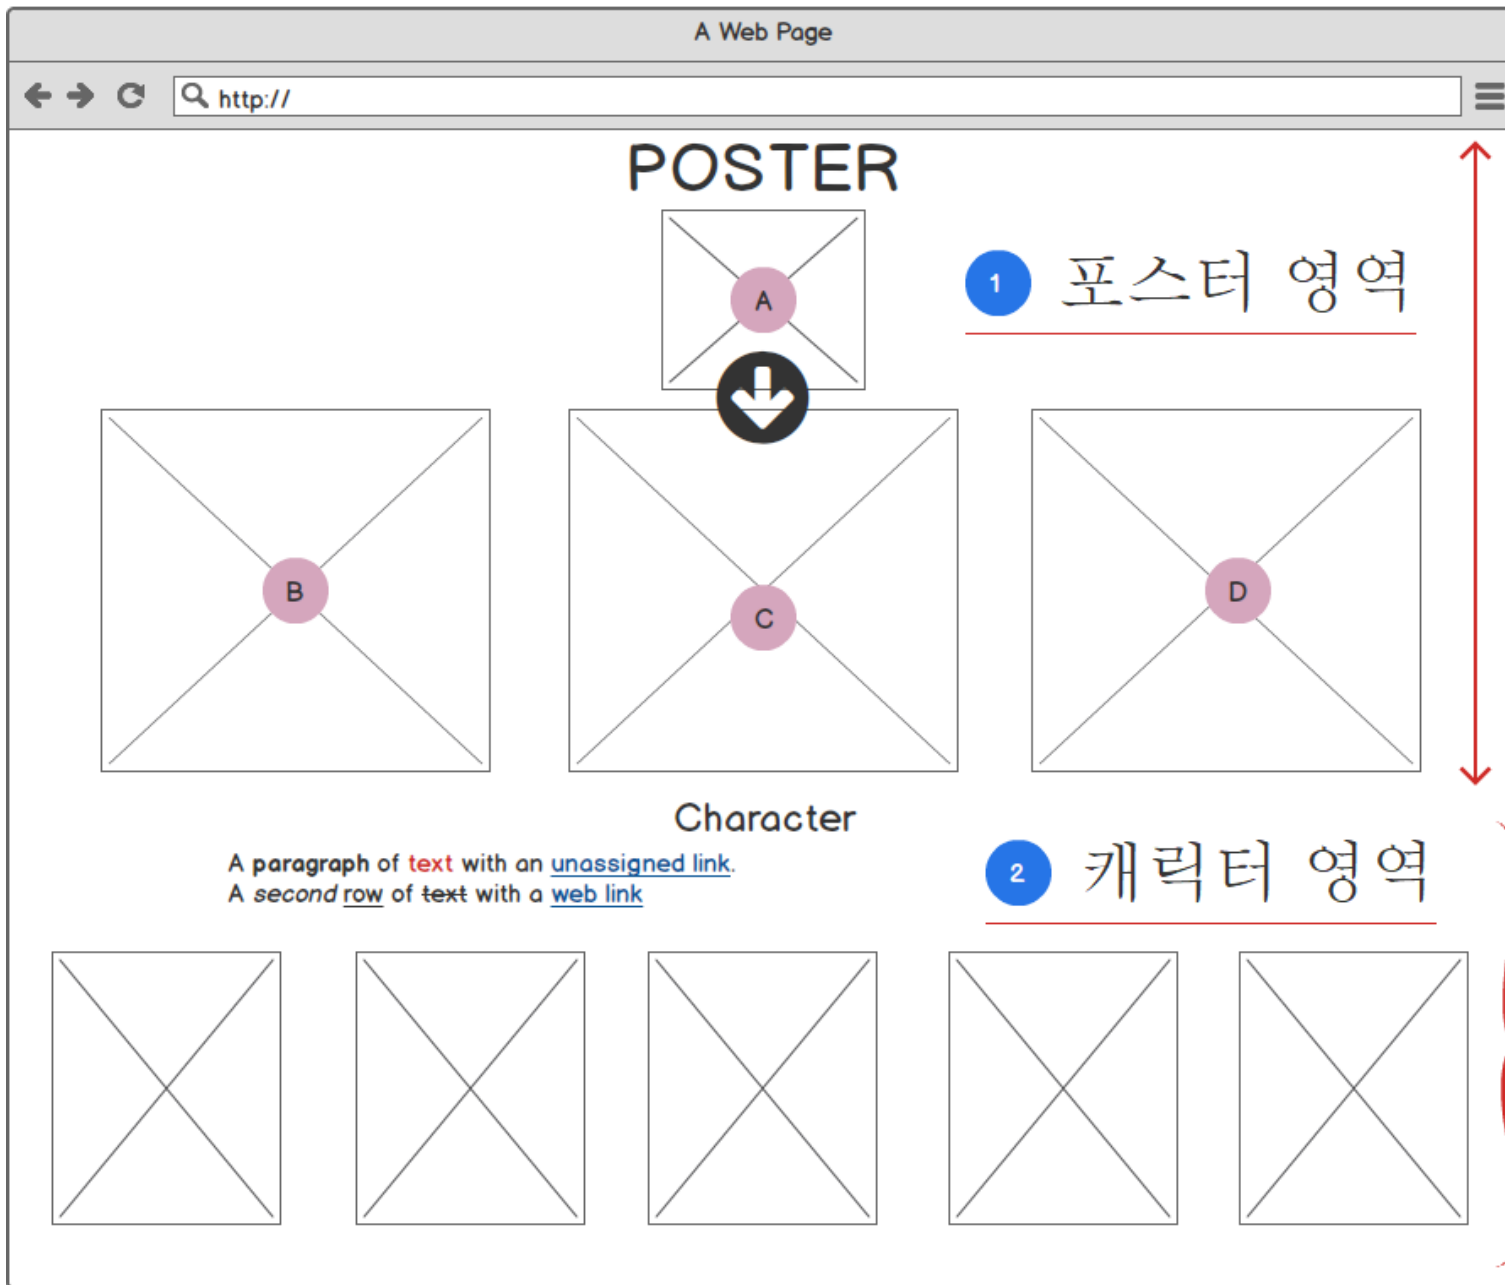 A Web Page
http://
POSTER
A
1 포스터 영역
B
C
D
Character
A paragraph of text with an unassigned link.
A second row of text with a web link
2 캐릭터 영역